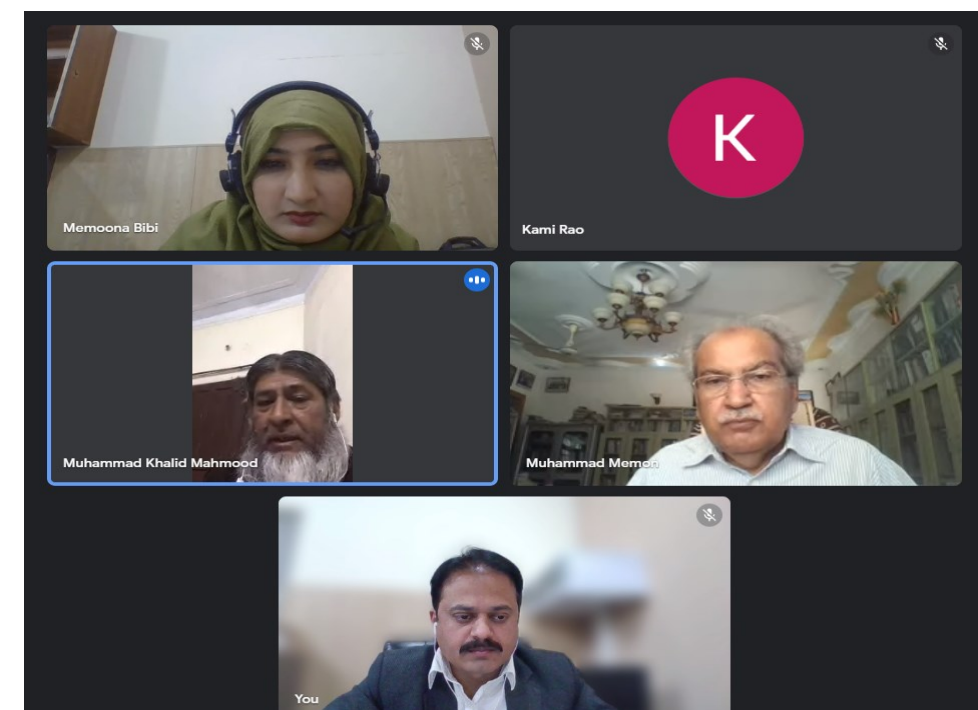 Memoona Bibi
K
Kami Rao
Muhammad Khalid Mahmood
Muhammad Memon
You